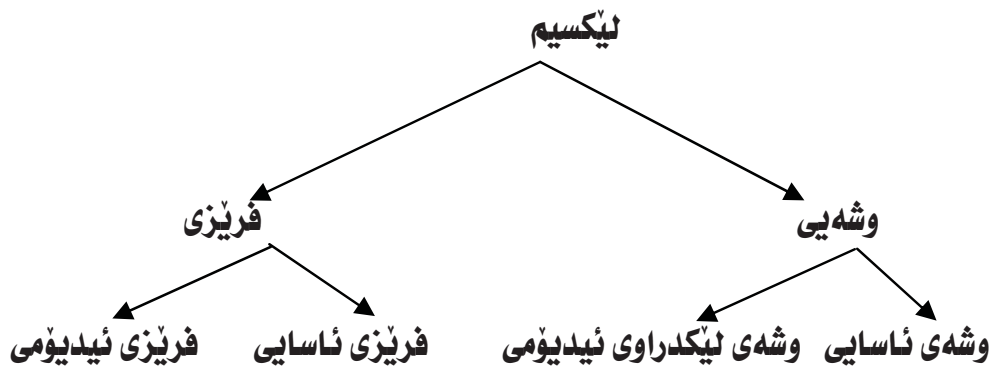 لێکسیم
وشەیی فرێزی
وشەی ئاسایی وشەی لێکدراوی ئیدیۆمی فرێزی ئاسایی فرێزی ئیدیۆمی